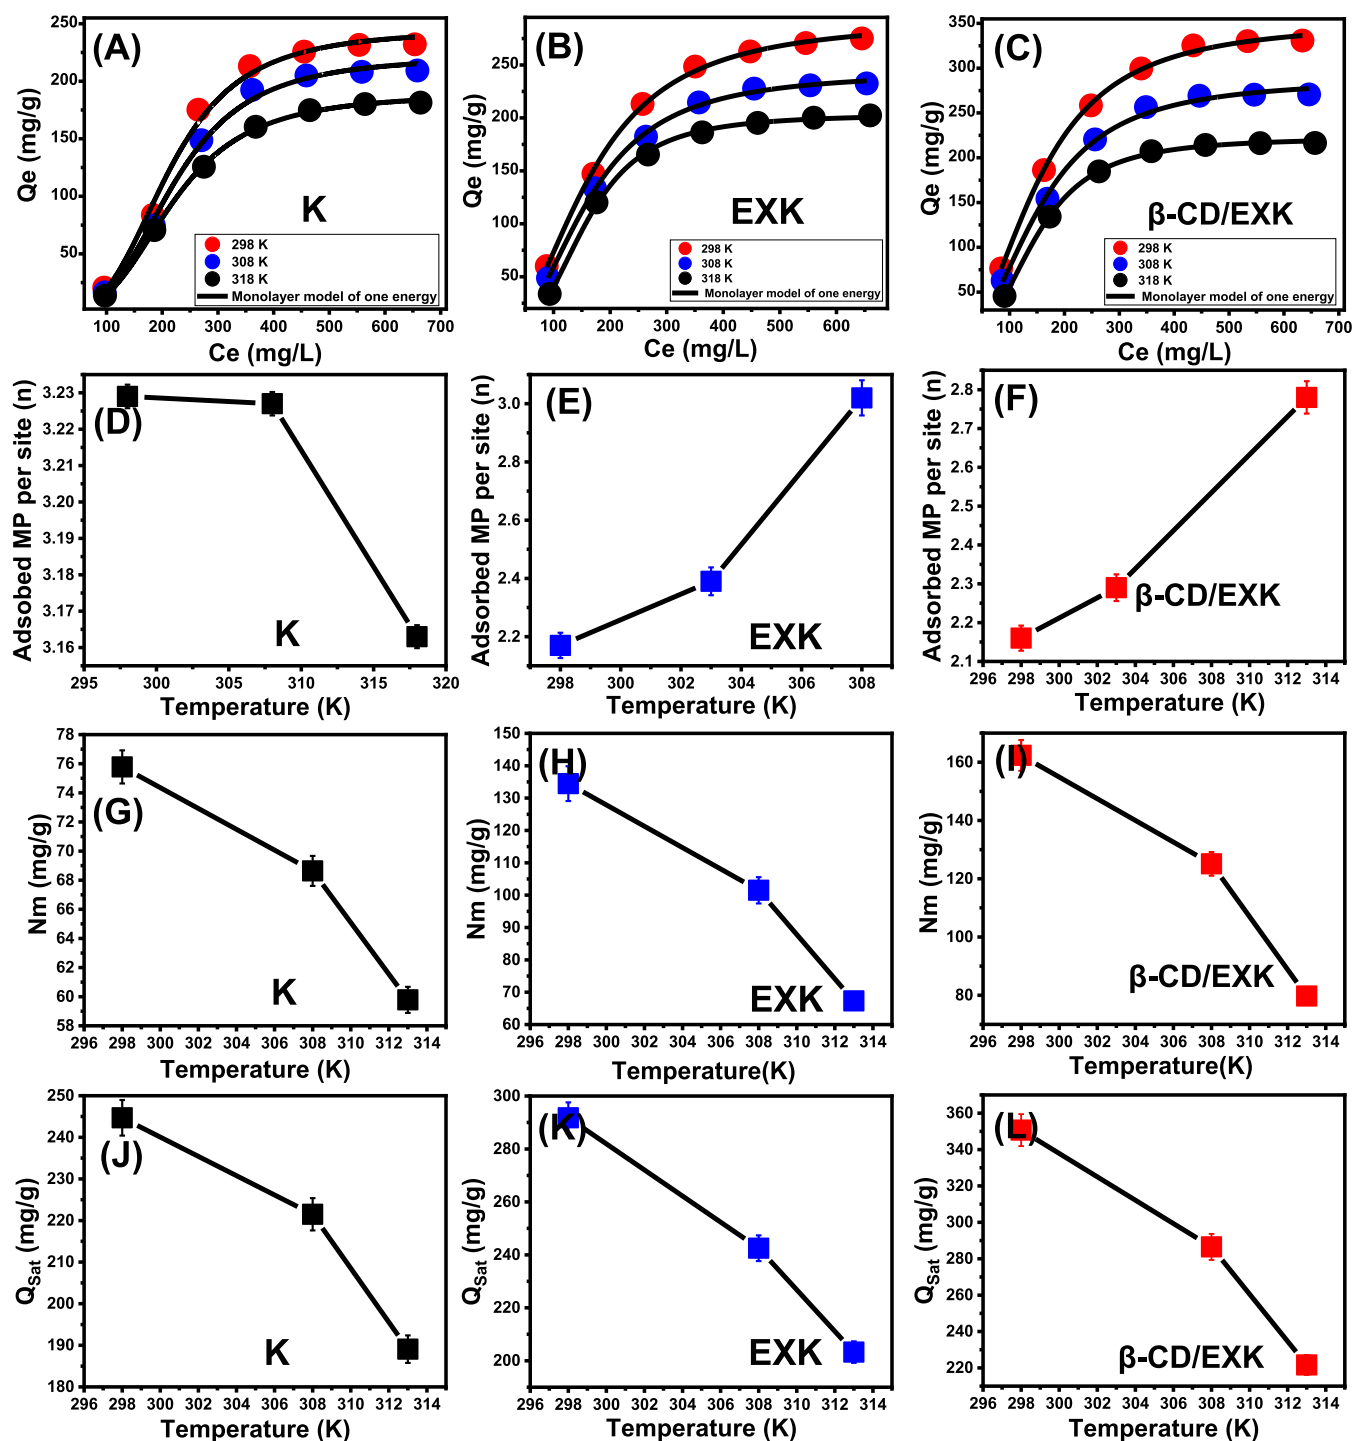 (A)
Qe (mg/g)
250
200
150
100
50
K
298 K
308 K
318 K
Monolayer model of one energy
100 200 300 400 500 600 700
Ce (mg/L)
(B)
Qe (mg/g)
250
200
150
100
50
EXK
298 K
308 K
318 K
Monolayer model of one energy
100 200 300 400 500 600
Ce (mg/L)
(C)
Qe (mg/g)
350
300
250
200
150
100
50
β-CD/EXK
298 K
308 K
318 K
Monolayer model of one energy
100 200 300 400 500 600 700
Ce (mg/L)
(D)
Adsobed MP per site (n)
3.23
3.22
3.21
3.20
3.19
3.18
3.17
3.16
K
295 300 305 310 315 320
Temperature (K)
(E)
Adsorbed MP per site (n)
3.0
2.8
2.6
2.4
2.2
EXK
298 300 302 304 306 308
Temperature (K)
(F)
Adsorbed MP per site (n)
2.8
2.7
2.6
2.5
2.4
2.3
2.2
2.1
β-CD/EXK
296 298 300 302 304 306 308 310 312 314
Temperature (K)
(G)
Nm (mg/g)
78
76
74
72
70
68
66
64
62
60
58
K
296 298 300 302 304 306 308 310 312 314
Temperature (K)
(H)
Nm (mg/g)
150
140
130
120
110
100
90
80
70
60
EXK
296 298 300 302 304 306 308 310 312 314
Temperature(K)
(I)
Nm (mg/g)
160
140
120
100
80
β-CD/EXK
296 298 300 302 304 306 308 310 312 314
Temperature(K)
(J)
QSat (mg/g)
250
240
230
220
210
200
190
180
K
296 298 300 302 304 306 308 310 312 314
Temperature (K)
(K)
QSat (mg/g)
300
280
260
240
220
200
EXK
296 298 300 302 304 306 308 310 312 314
Temperature (K)
(L)
QSat (mg/g)
360
340
320
300
280
260
240
220
β-CD/EXK
296 298 300 302 304 306 308 310 312 314
Temperature (K)